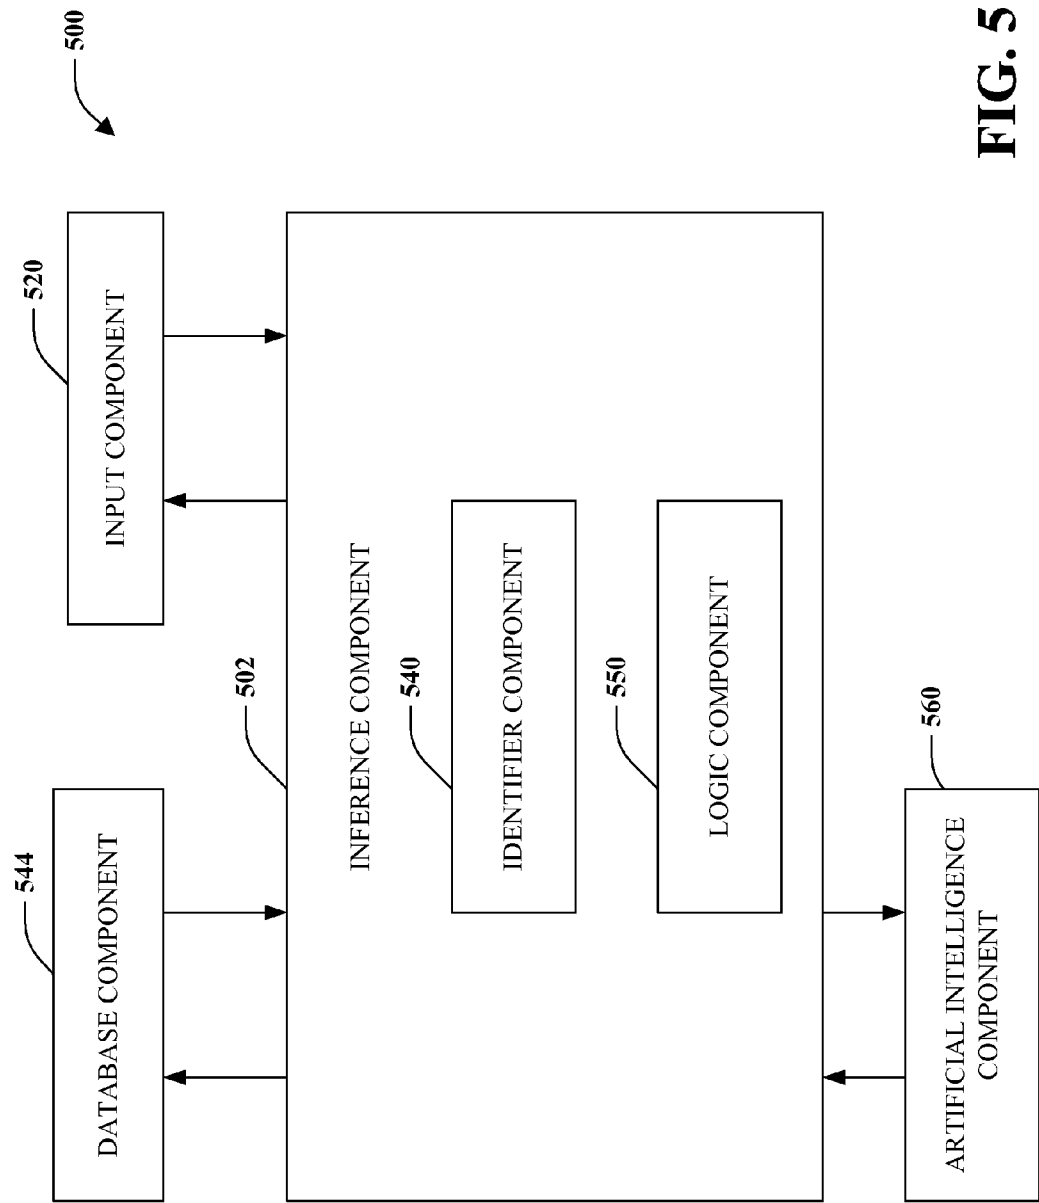 500
544
DATABASE COMPONENT
520
INPUT COMPONENT
502
INFERENCE COMPONENT
540
IDENTIFIER COMPONENT
550
LOGIC COMPONENT
560
ARTIFICIAL INTELLIGENCE
COMPONENT
FIG. 5